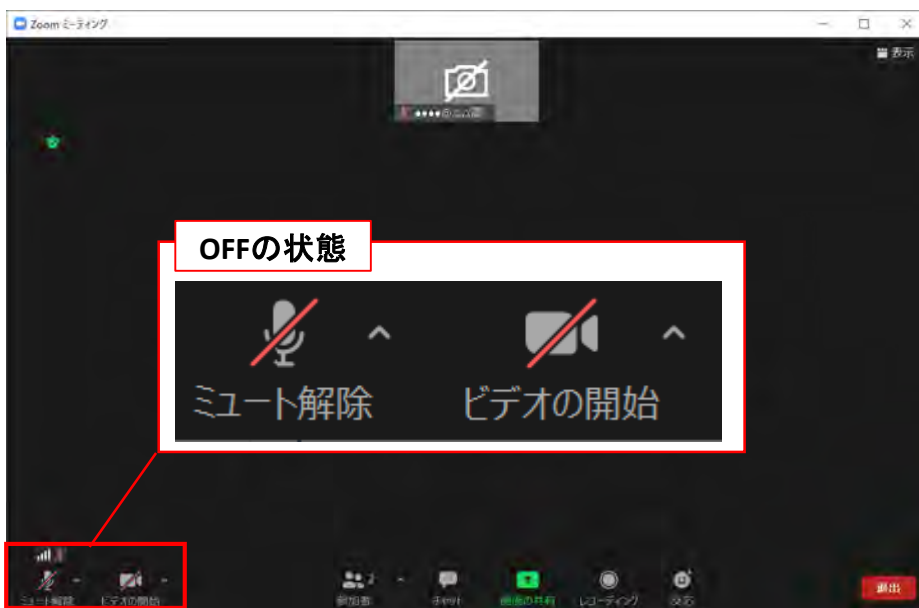 Zoom ミーティング
表示
OFFの状態
ミュート解除
ビデオの開始
ミュート解除
ビデオの開始
参加者
2
チャット
画面の共有
レコーディング
反応
退出